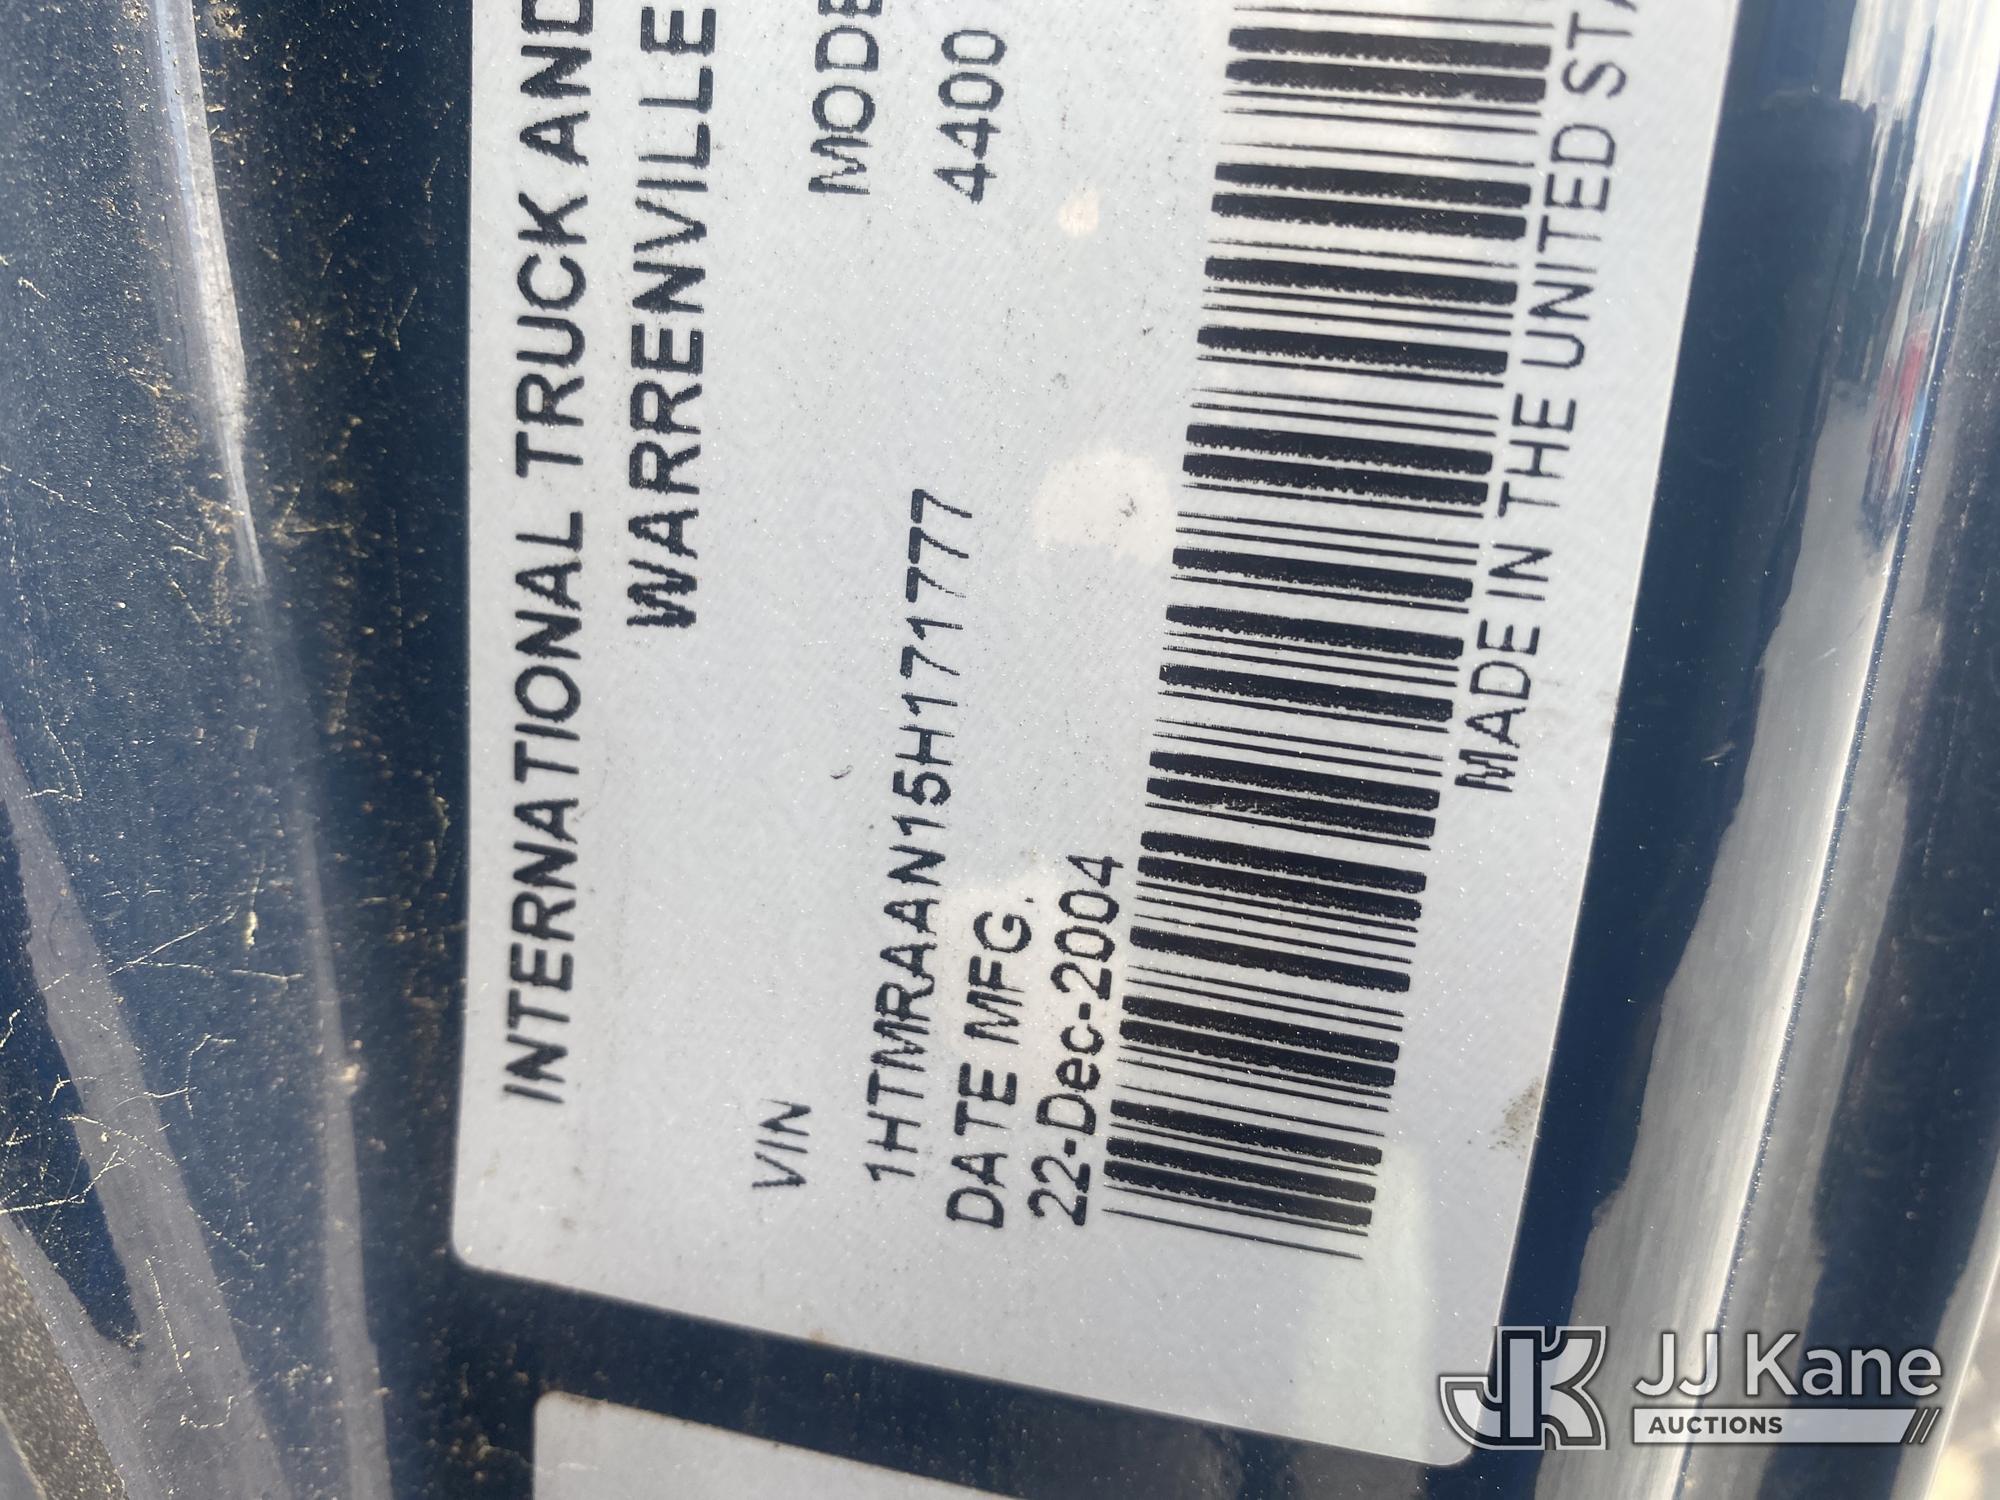 INTERNATIONAL TRUCK AND
WARRENVILLE
VIN
MODE
1HTMRAAN15H171777
4400
DATE MFG.
22-Dec-2004
MADE IN THE UNITED STA
JK JJ Kane
AUCTIONS